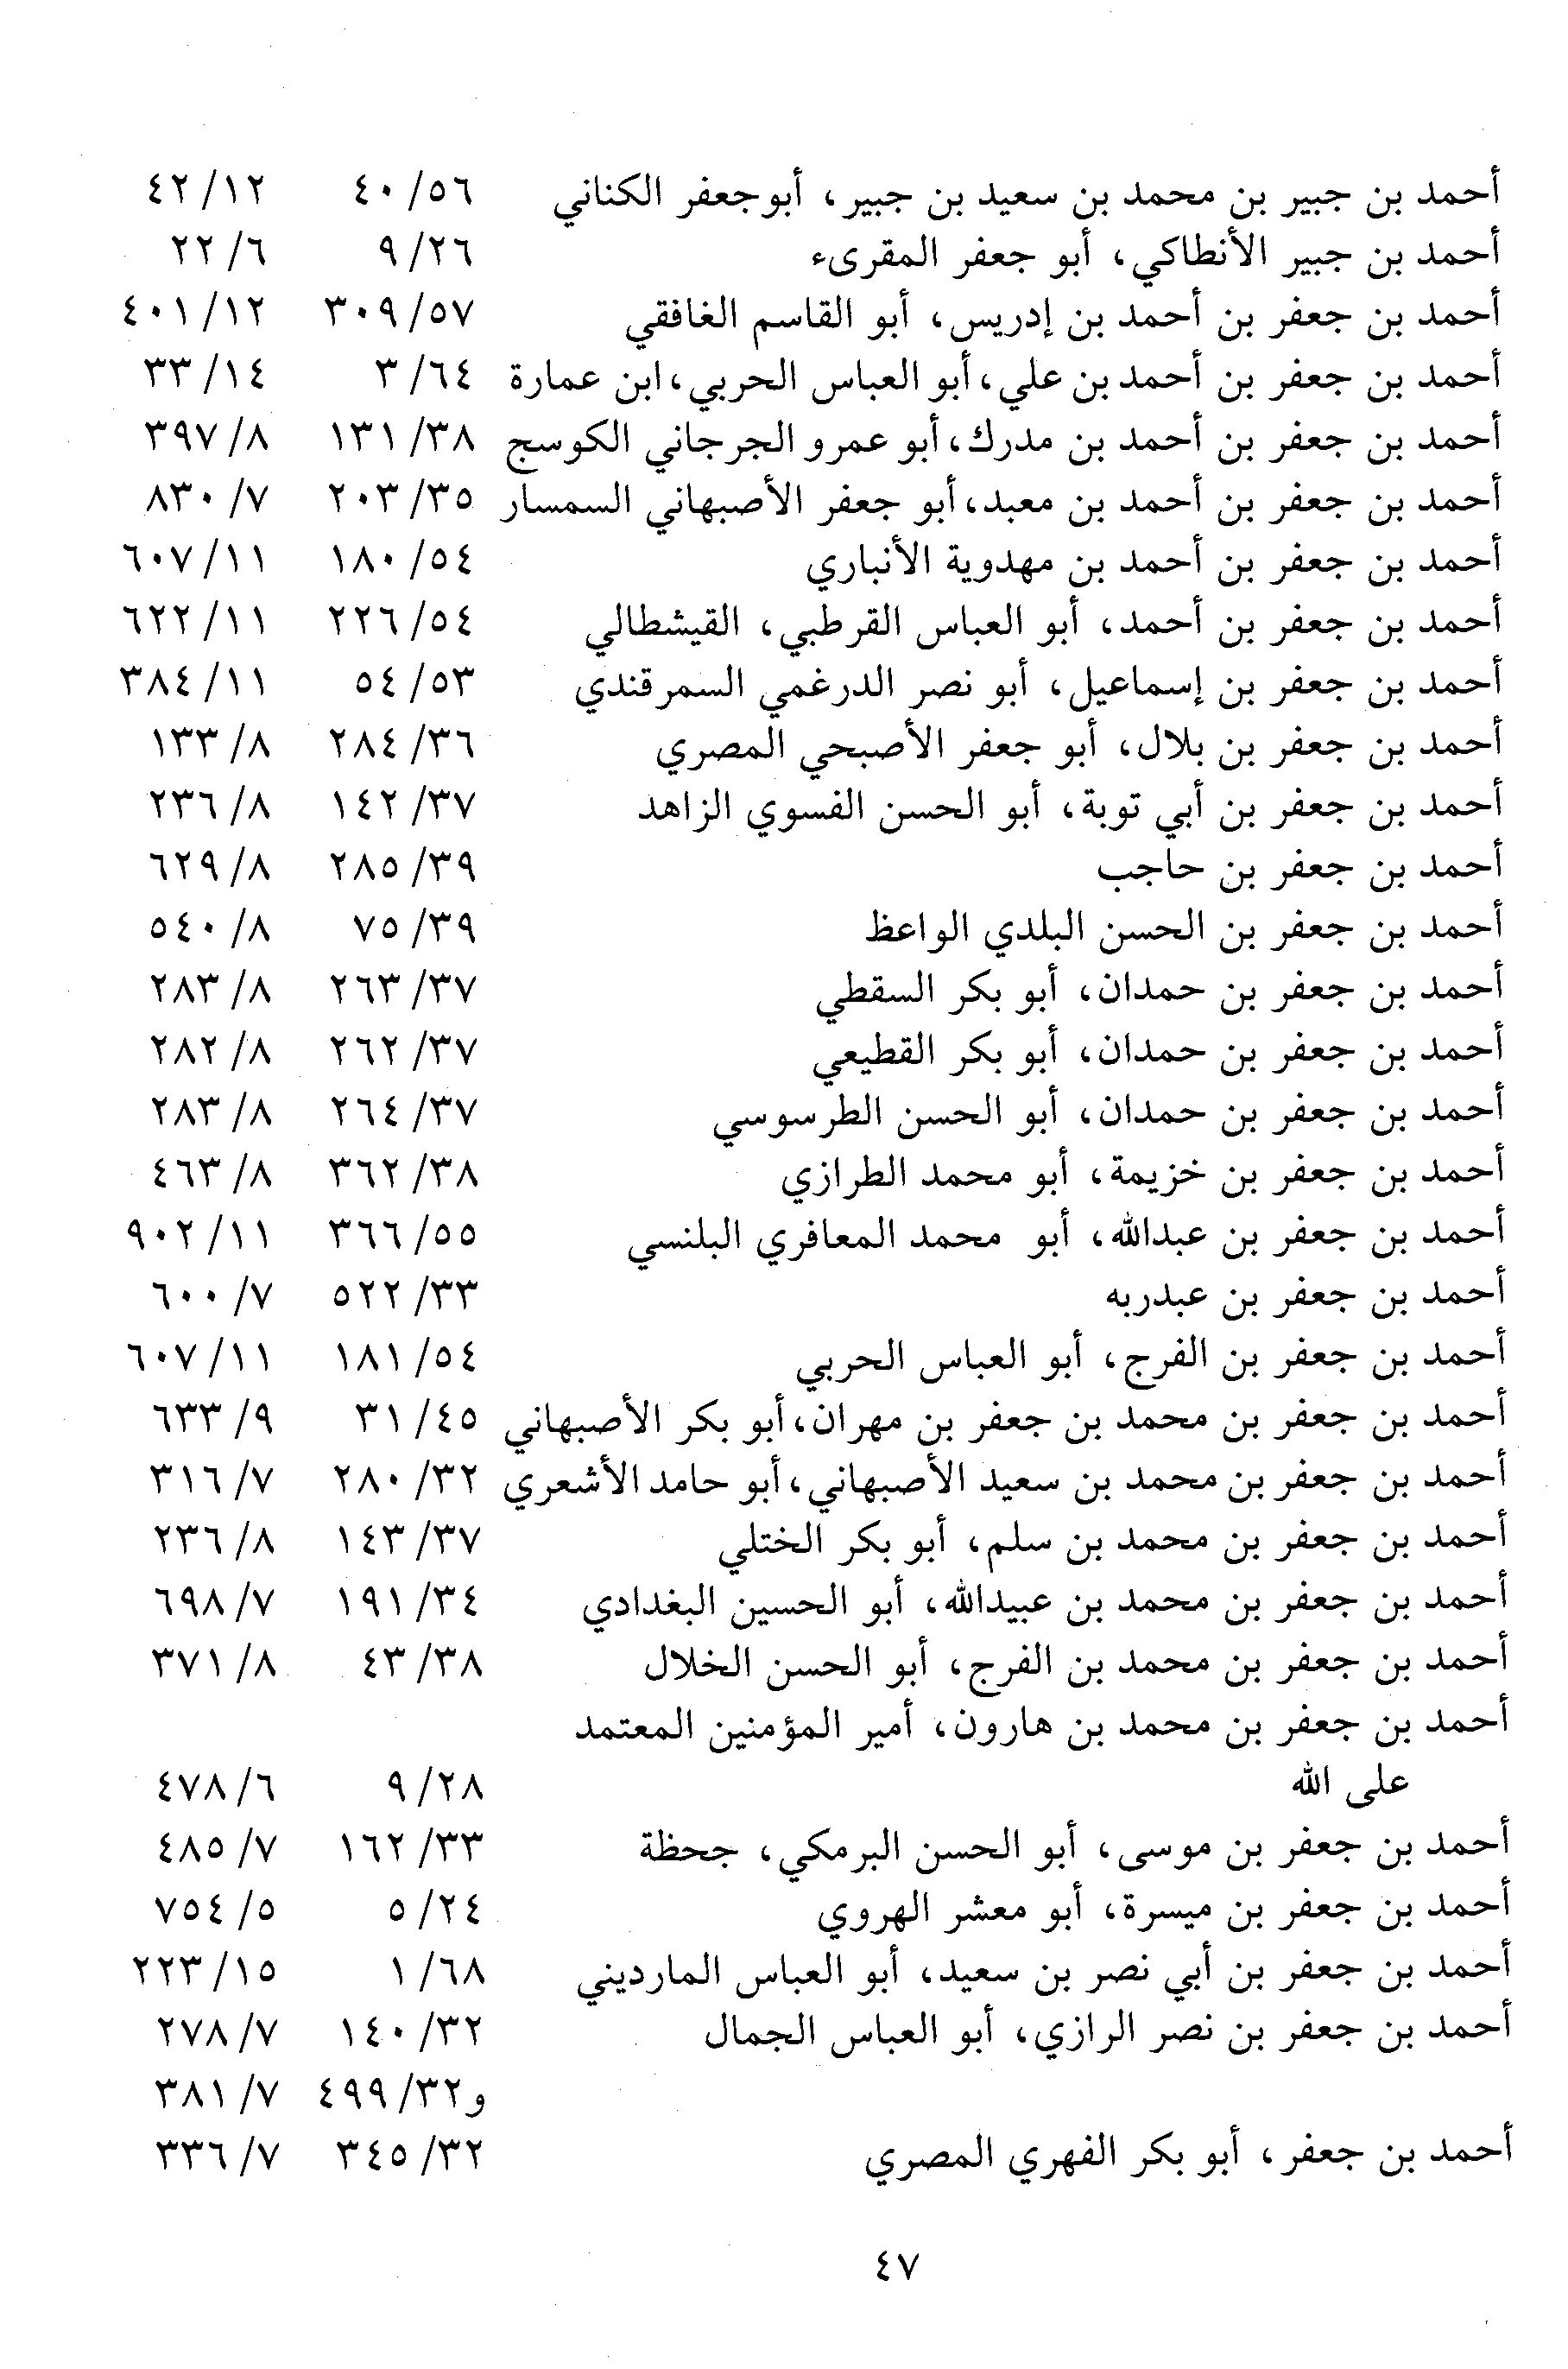 أحمد بن جبير بن محمد بن سعيد بن جبير، أبوجعفر الكناني ٥٦/ ٤٠ ١٢/ ٤٢
أحمد بن جبير الأنطاكي، أبو جعفر المقرىء ٢٦/ ٩ ٦/ ٢٢
أحمد بن جعفر بن أحمد بن إدريس، أبو القاسم الغافقي ٥٧/ ٣٠٩ ١٢/ ٤٠١
أحمد بن جعفر بن أحمد بن علي، أبو العباس الحربي، ابن عمارة ٦٤/ ٣ ١٤/ ٣٣
أحمد بن جعفر بن أحمد بن مدرك، أبو عمرو الجرجاني الكوسج ٣٨/ ١٣١ ٨/ ٣٩٧
أحمد بن جعفر بن أحمد بن معبد، أبو جعفر الأصبهاني السمسار ٣٥/ ٢٠٣ ٧/ ٨٣٠
أحمد بن جعفر بن أحمد بن مهدوية الأنباري ٥٤/ ١٨٠ ١١/ ٦٠٧
أحمد بن جعفر بن أحمد، أبو العباس القرطبي، القيشطالي ٥٤/ ٢٢٦ ١١/ ٦٢٢
أحمد بن جعفر بن إسماعيل، أبو نصر الدرغمي السمرقندي ٥٣/ ٥٤ ١١/ ٣٨٤
أحمد بن جعفر بن بلال، أبو جعفر الأصبحي المصري ٣٦/ ٢٨٤ ٨/ ١٣٣
أحمد بن جعفر بن أبي توبة، أبو الحسن الفسوي الزاهد ٣٧/ ١٤٢ ٨/ ٢٣٦
أحمد بن جعفر بن حاجب ٣٩/ ٢٨٥ ٨/ ٦٢٩
أحمد بن جعفر بن الحسن البلدي الواعظ ٣٩/ ٧٥ ٨/ ٥٤٠
أحمد بن جعفر بن حمدان، أبو بكر السقطي ٣٧/ ٢٦٣ ٨/ ٢٨٣
أحمد بن جعفر بن حمدان، أبو بكر القطيعي ٣٧/ ٢٦٢ ٨/ ٢٨٢
أحمد بن جعفر بن حمدان، أبو الحسن الطرسوسي ٣٧/ ٢٦٤ ٨/ ٢٨٣
أحمد بن جعفر بن خزيمة، أبو محمد الطرازي ٣٨/ ٣٦٢ ٨/ ٤٦٣
أحمد بن جعفر بن عبدالله، أبو محمد المعافري البلنسي ٥٥/ ٣٦٦ ١١/ ٩٠٢
أحمد بن جعفر بن عبدربه ٣٣/ ٥٢٢ ٧/ ٦٠٠
أحمد بن جعفر بن الفرج، أبو العباس الحربي ٥٤/ ١٨١ ١١/ ٦٠٧
أحمد بن جعفر بن محمد بن جعفر بن مهران، أبو بكر الأصبهاني ٤٥/ ٣١ ٩/ ٦٣٣
أحمد بن جعفر بن محمد بن سعيد الأصبهاني، أبو حامد الأشعري ٣٢/ ٢٨٠ ٧/ ٣١٦
أحمد بن جعفر بن محمد بن سلم، أبو بكر الختلي ٣٧/ ١٤٣ ٨/ ٢٣٦
أحمد بن جعفر بن محمد بن عبيدالله، أبو الحسين البغدادي ٣٤/ ١٩١ ٧/ ٦٩٨
أحمد بن جعفر بن محمد بن الفرج، أبو الحسن الخلال ٣٨/ ٤٣ ٨/ ٣٧١
أحمد بن جعفر بن محمد بن هارون، أمير المؤمنين المعتمد
على الله ٢٨/ ٩ ٦/ ٤٧٨
أحمد بن جعفر بن موسى، أبو الحسن البرمكي، جحظة ٣٣/ ١٦٢ ٧/ ٤٨٥
أحمد بن جعفر بن ميسرة، أبو معشر الهروي ٢٤/ ٥ ٥/ ٧٥٤
أحمد بن جعفر بن أبي نصر بن سعيد، أبو العباس المارديني ٦٨/ ١ ١٥/ ٢٢٣
أحمد بن جعفر بن نصر الرازي، أبو العباس الجمال ٣٢/ ١٤٠ ٧/ ٢٧٨
و٣٢/ ٤٩٩ ٧/ ٣٨١
أحمد بن جعفر، أبو بكر الفهري المصري ٣٢/ ٣٤٥ ٧/ ٣٣٦
٤٧